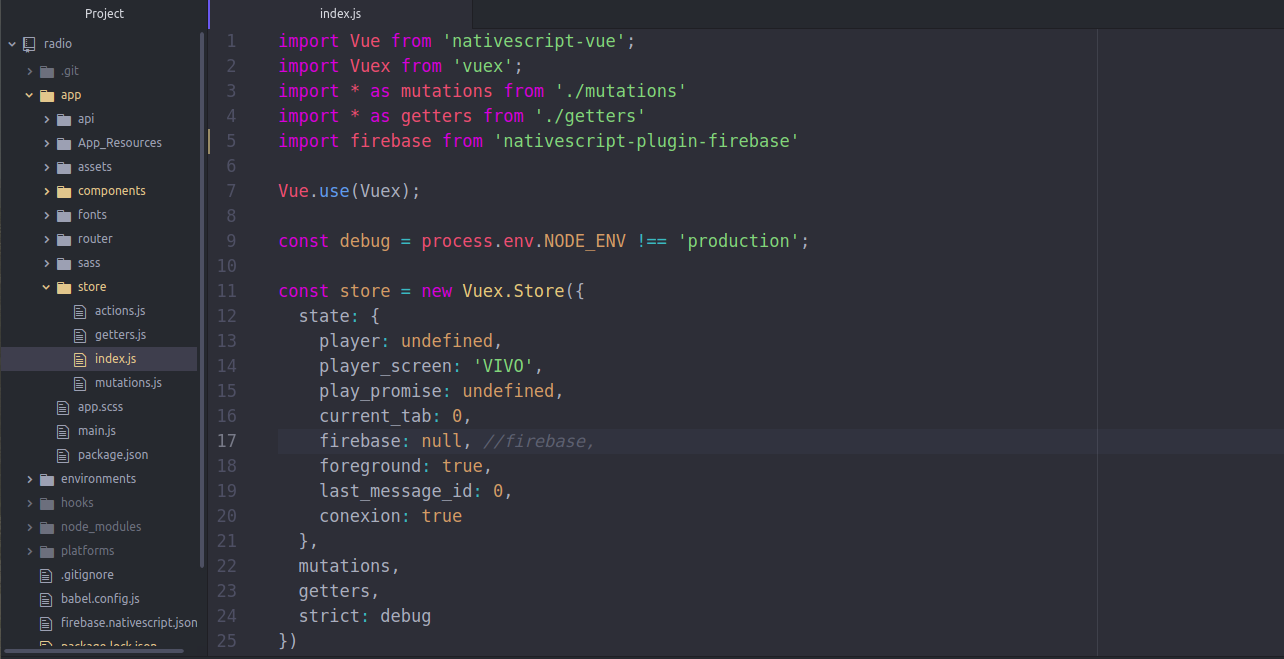 Project
radio
.git
app
api
App_Resources
assets
components
fonts
router
sass
store
actions.js
getters.js
index.js
mutations.js
app.scss
main.js
package.json
environments
hooks
node_modules
platforms
.gitignore
babel.config.js
firebase.nativescript.json
package-lock.json
index.js
1 import Vue from 'nativescript-vue';
2 import Vuex from 'vuex';
3 import * as mutations from './mutations'
4 import * as getters from './getters'
5 import firebase from 'nativescript-plugin-firebase'
6
7 Vue.use(Vuex);
8
9 const debug = process.env.NODE_ENV !== 'production';
10
11 const store = new Vuex.Store({
12 state: {
13 player: undefined,
14 player_screen: 'VIVO',
15 play_promise: undefined,
16 current_tab: 0,
17 firebase: null, //firebase,
18 foreground: true,
19 last_message_id: 0,
20 conexion: true
21 },
22 mutations,
23 getters,
24 strict: debug
25 })